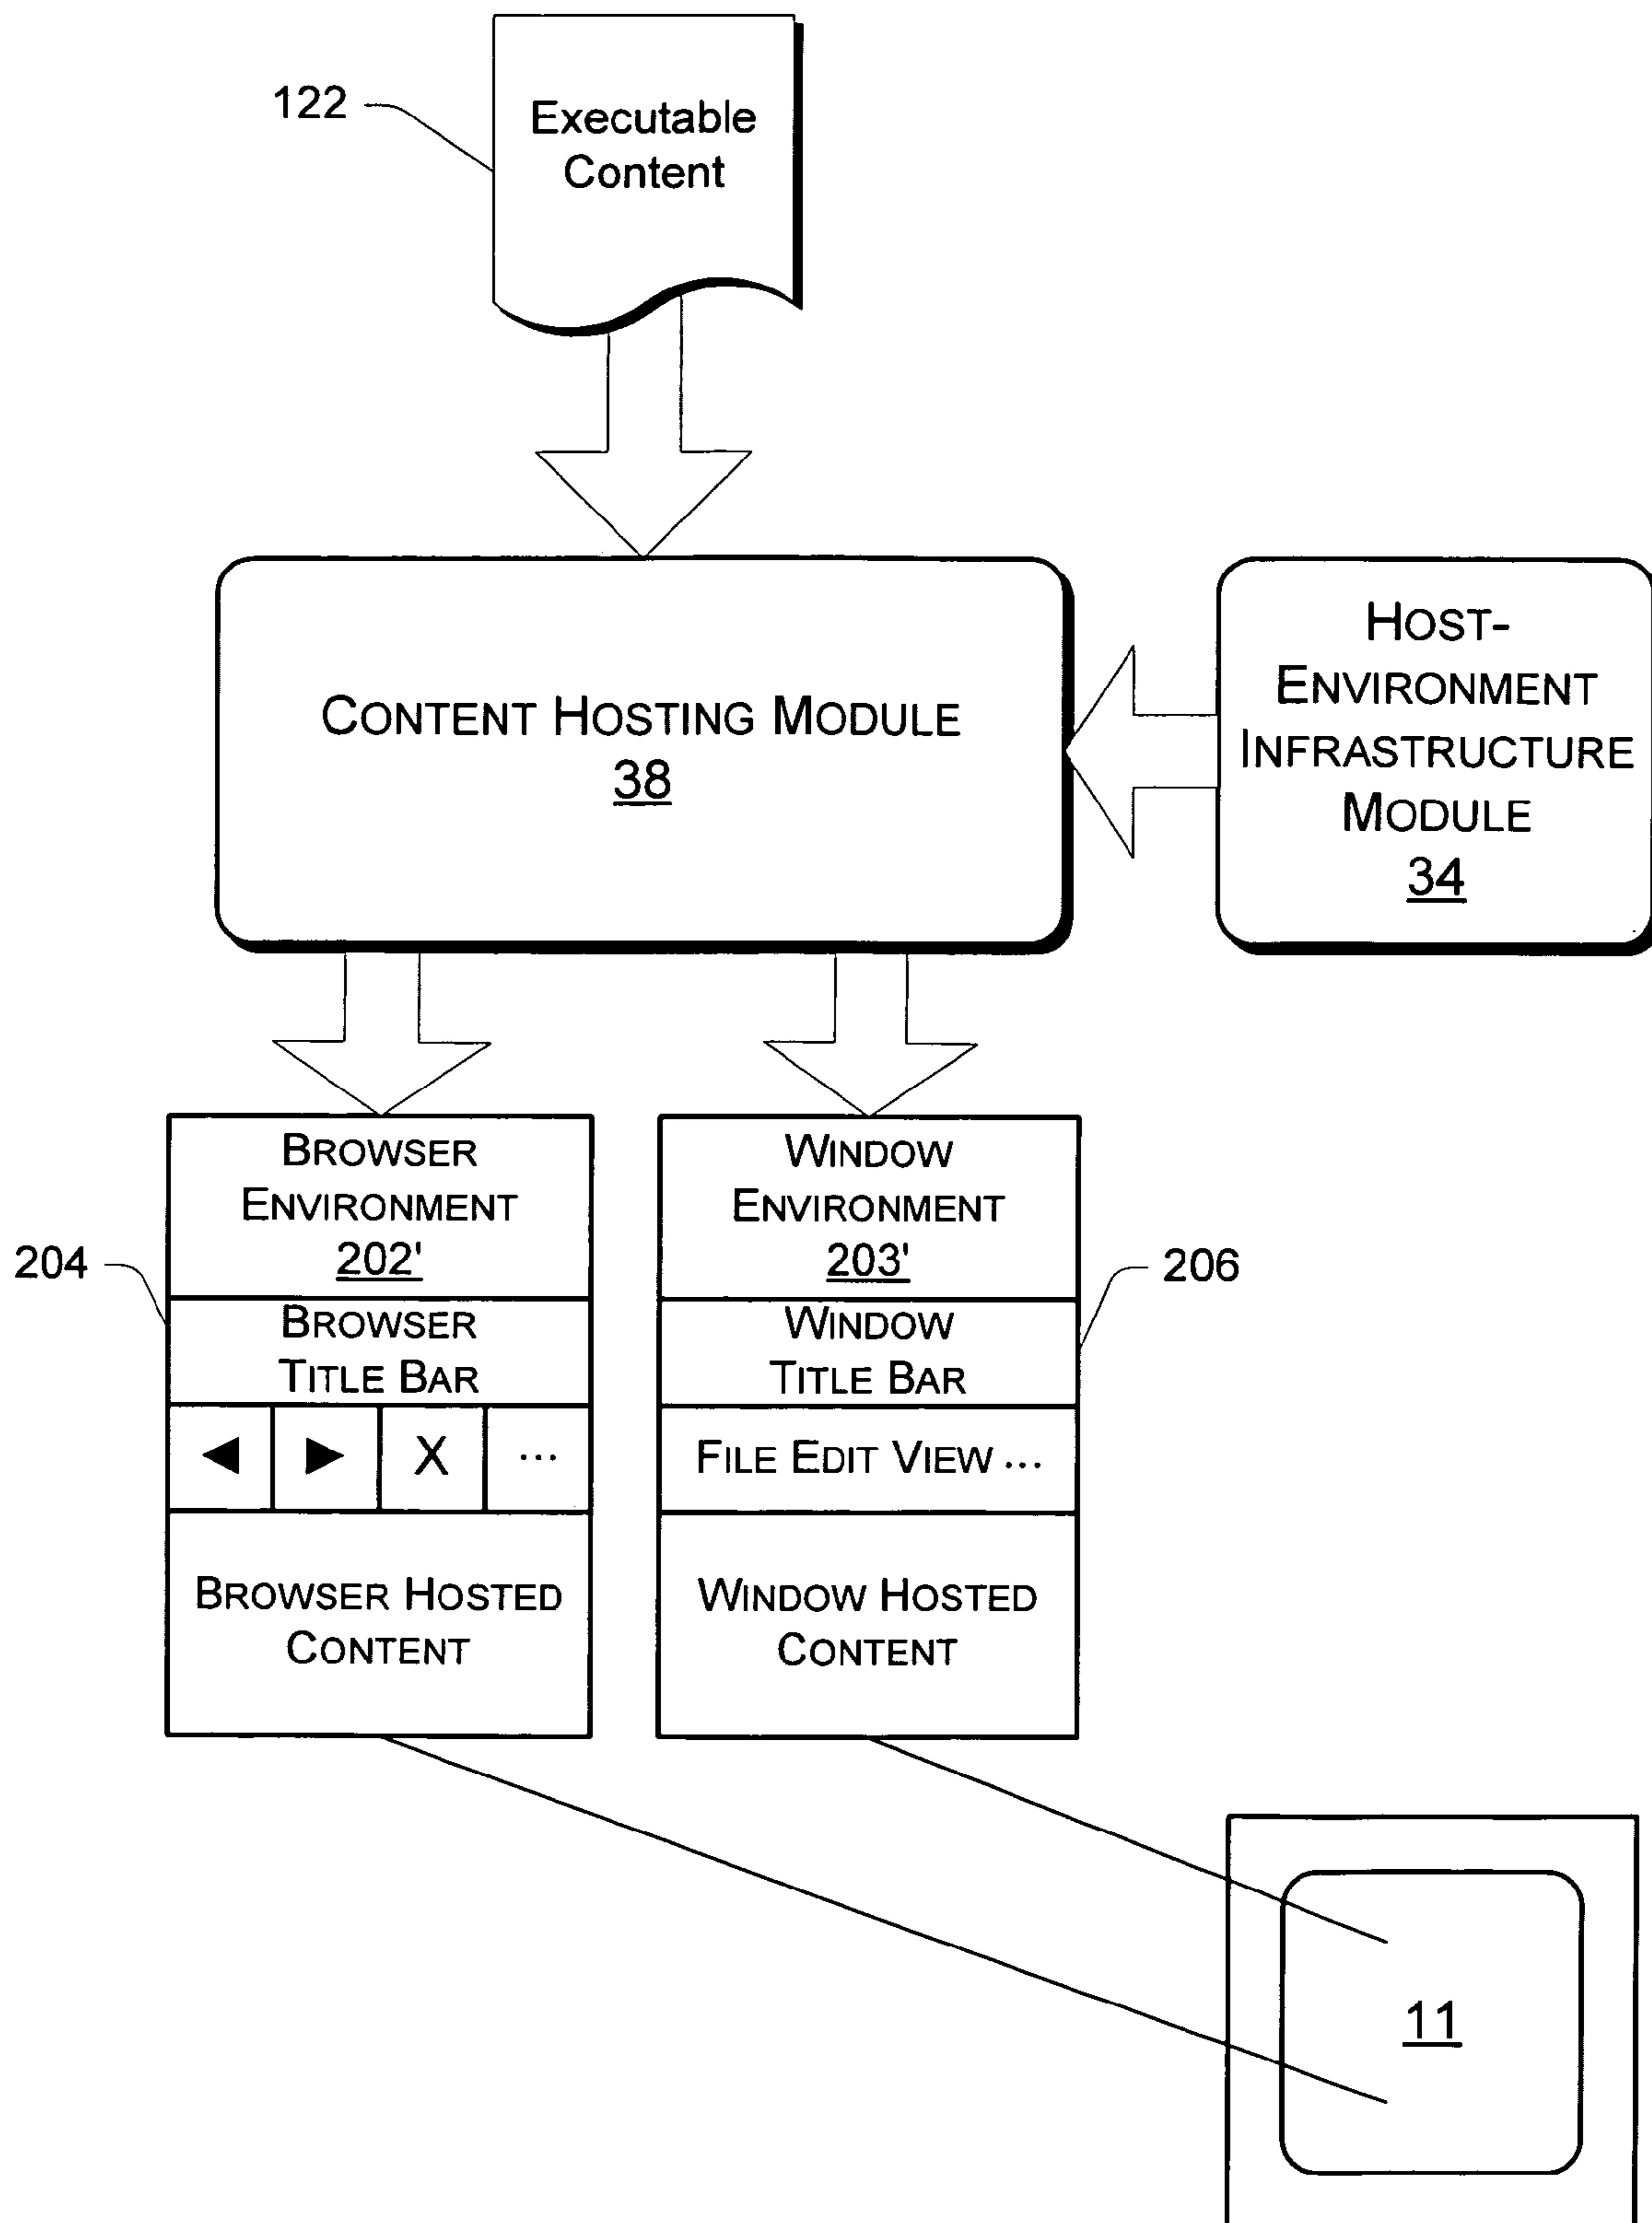 122
Executable
Content
CONTENT HOSTING MODULE
38
HOST-
ENVIRONMENT
INFRASTRUCTURE
MODULE
34
BROWSER
ENVIRONMENT
202'
204
BROWSER
TITLE BAR
X ...
BROWSER HOSTED
CONTENT
WINDOW
ENVIRONMENT
203'
206
WINDOW
TITLE BAR
FILE EDIT VIEW ...
WINDOW HOSTED
CONTENT
11